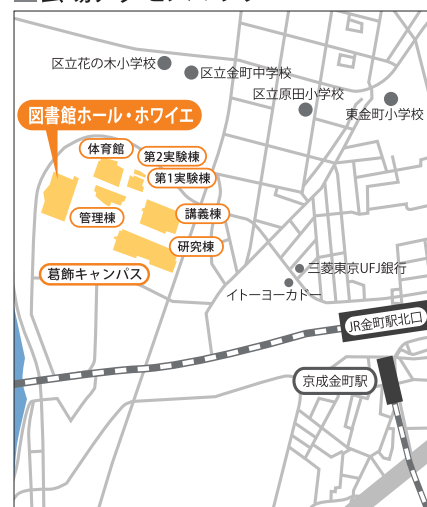 区立花の木小学校
区立金町中学校
区立原田小学校
東金町小学校
図書館ホール・ホワイエ
体育館
第2実験棟
第1実験棟
管理棟
講義棟
研究棟
葛飾キャンパス
三菱東京UFJ銀行
イトーヨーカドー
JR金町駅北口
京成金町駅